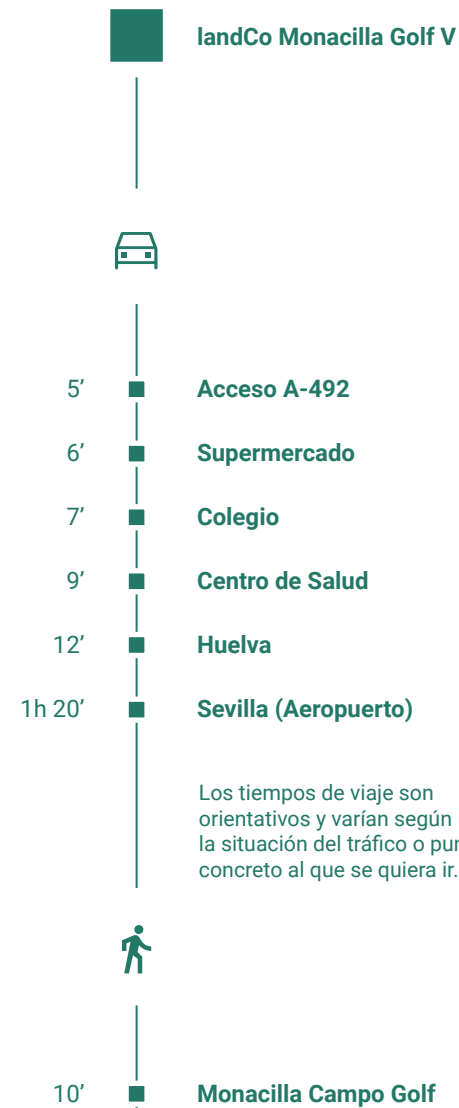 landCo Monacilla Golf V
5’ Acceso A-492
6’ Supermercado
7’ Colegio
9’ Centro de Salud
12’ Huelva
1h 20’ Sevilla (Aeropuerto)
Los tiempos de viaje son
orientativos y varían según
la situación del tráfico o
concreto al que se quiera ir.
10’ Monacilla Campo Golf